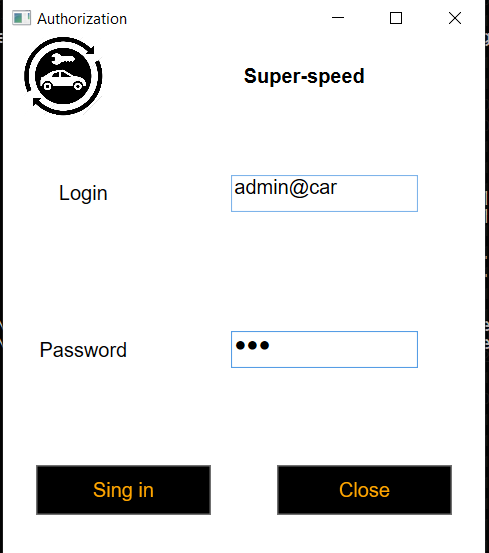 Authorization
Super-speed
Login
admin@car
Password
●●●
Sing in
Close